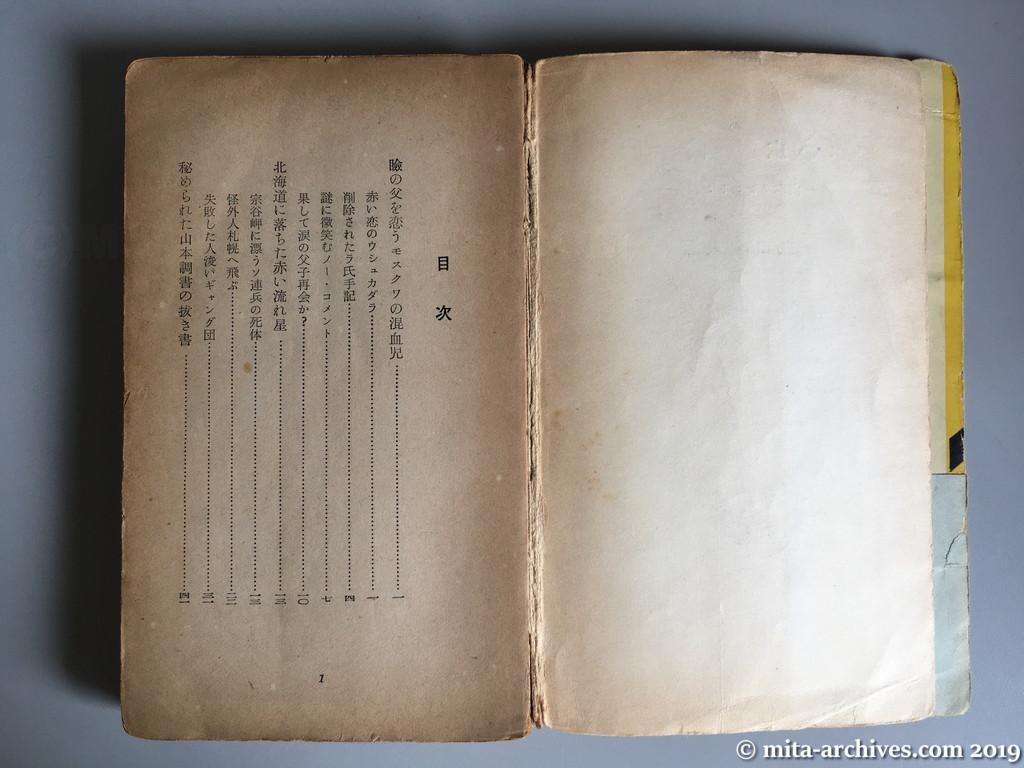 目次
瞼の父を恋うモスクワの混血児……一
赤い恋のウシュカダラ……一
削除されたラ氏手記……四
謎に微笑むノー・コメント……七
果して涙の父子再会か?……一〇
北海道に落ちた赤い流れ星……一三
宗谷岬に漂うソ連兵の死体……一三
怪外人札幌へ飛ぶ……二二
失敗した人浚いギャング団……三一
秘められた山本調書の抜き書……四一
1
© mita-archives.com 2019